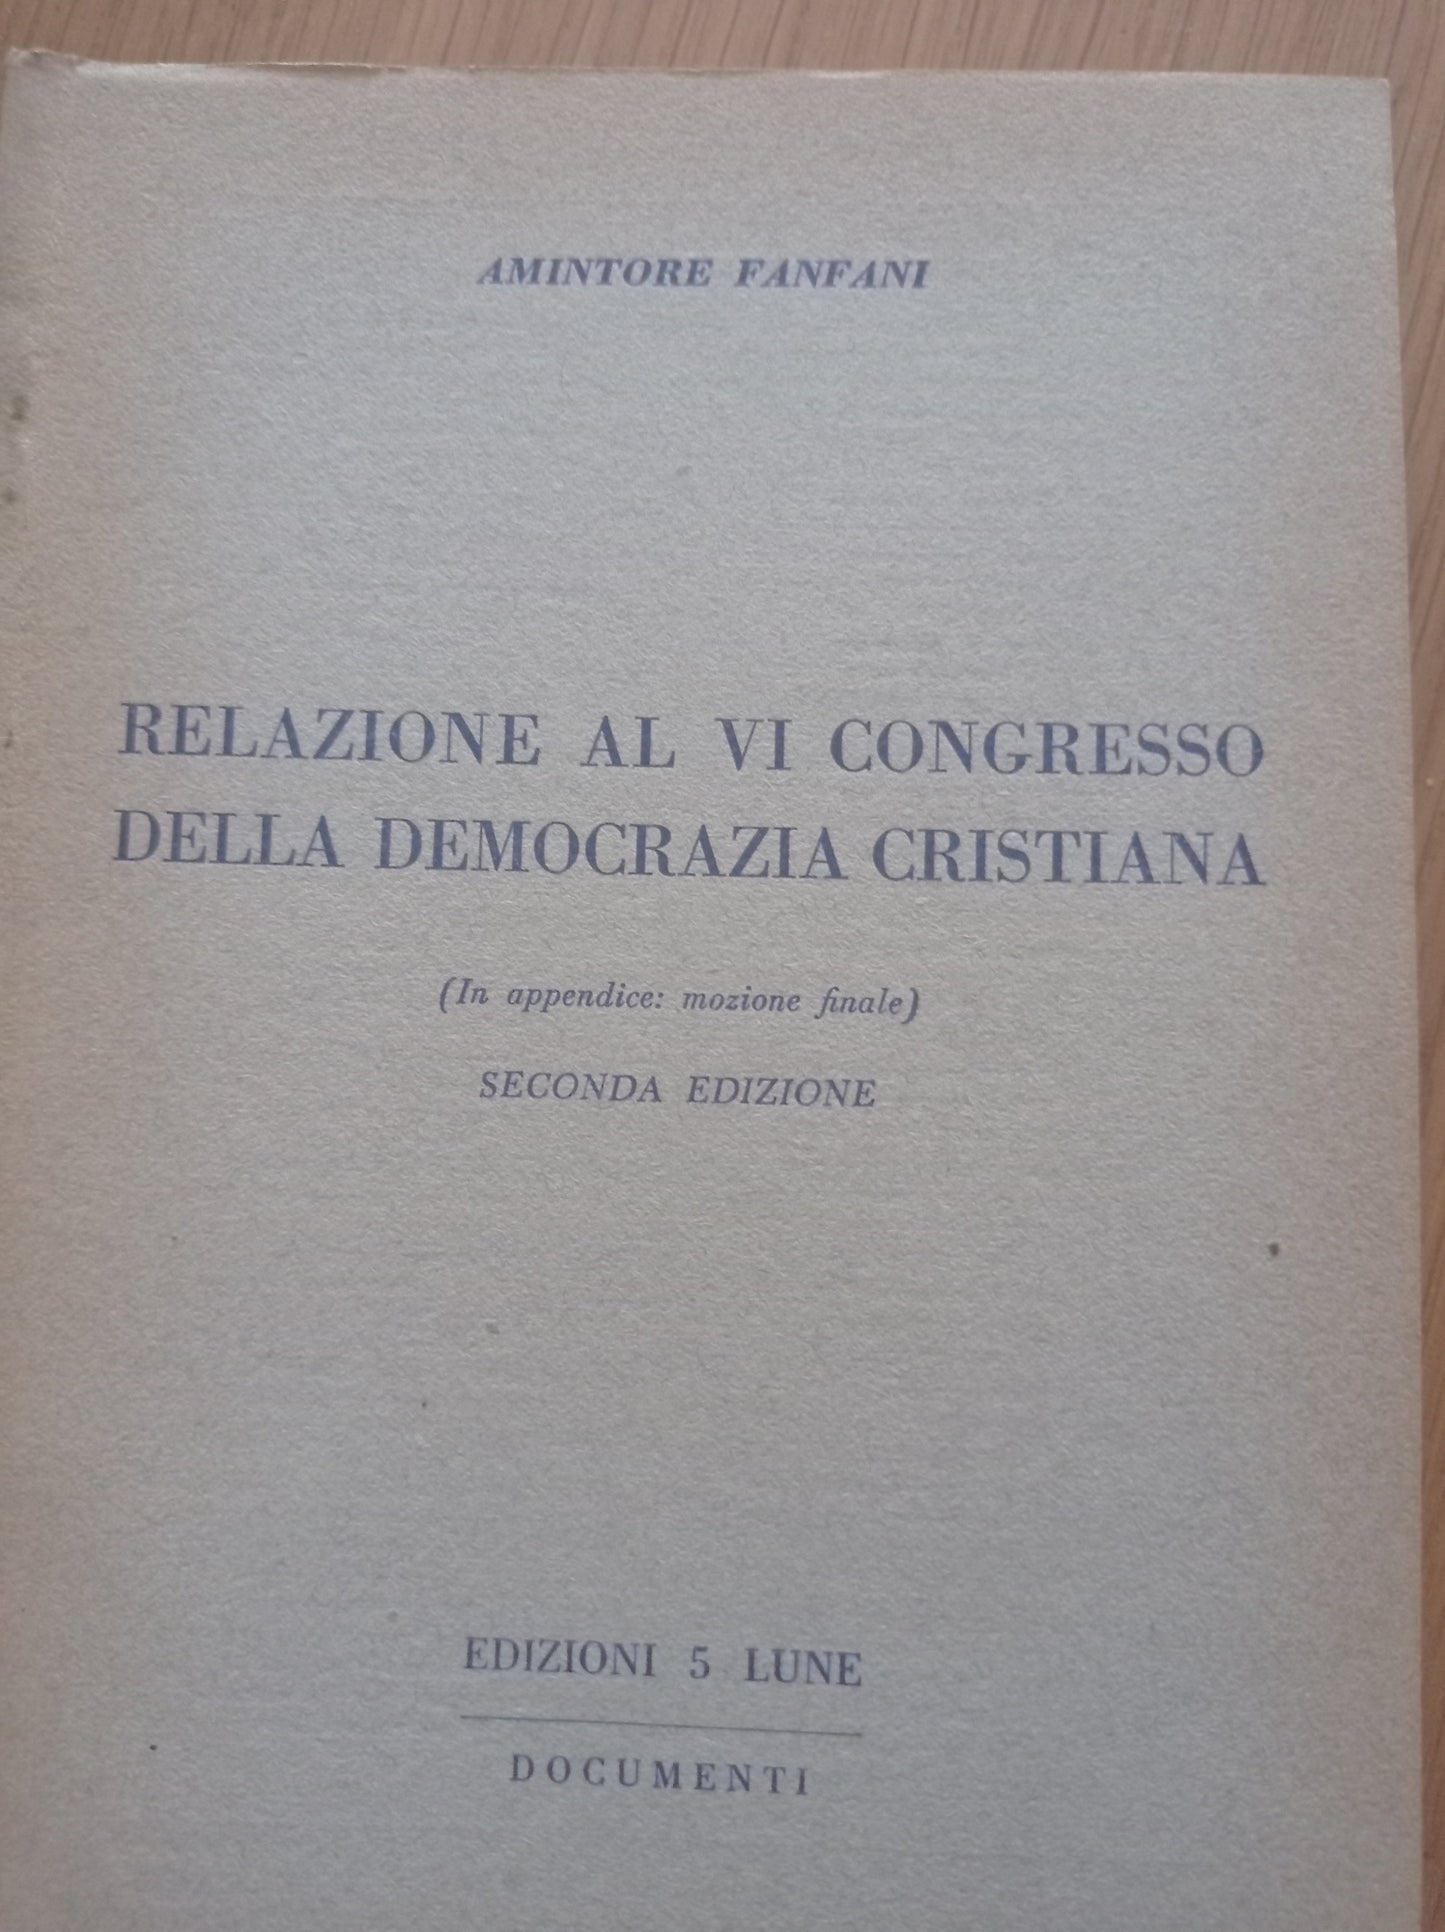 AMINTORE FANFANI
RELAZIONE AL VI CONGRESSO
DELLA DEMOCRAZIA CRISTIANA
(In appendice: mozione finale)
SECONDA EDIZIONE
EDIZIONI 5 LUNE
DOCUMENTI